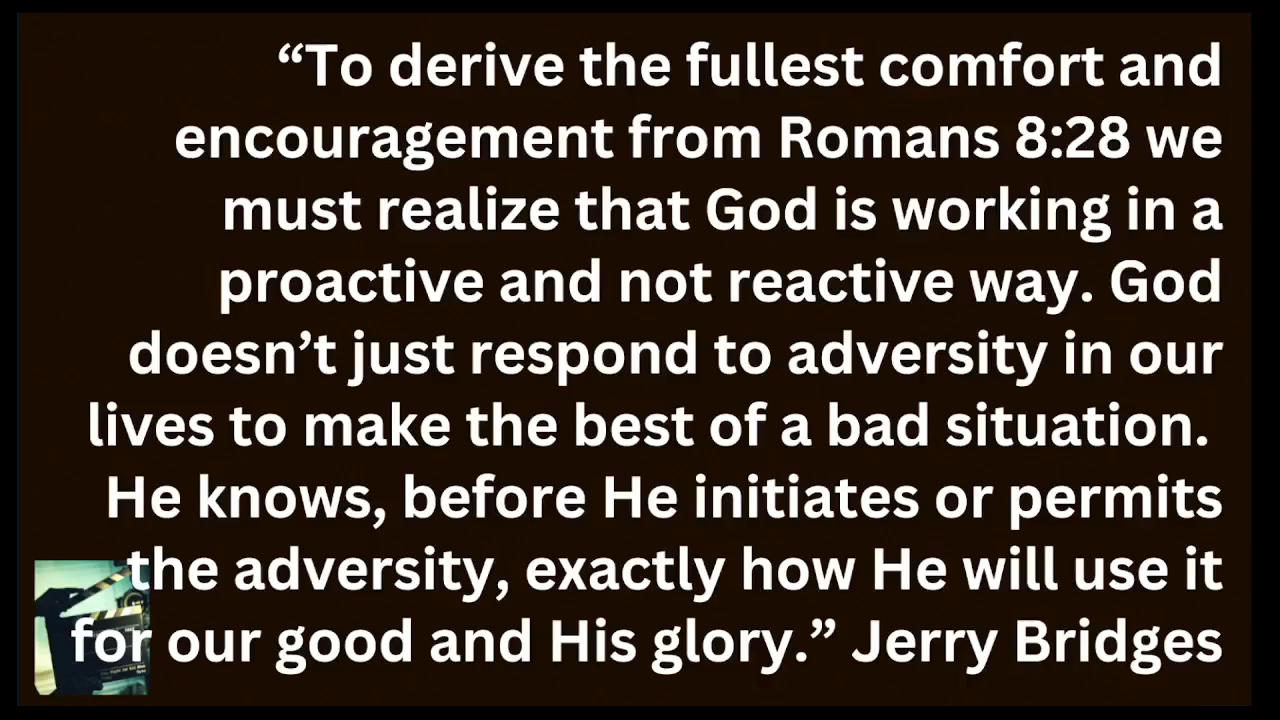 “To derive the fullest comfort and
encouragement from Romans 8:28 we
must realize that God is working in a
proactive and not reactive way. God
doesn’t just respond to adversity in our
lives to make the best of a bad situation.
He knows, before He initiates or permits
the adversity, exactly how He will use it
for our good and His glory.” Jerry Bridges